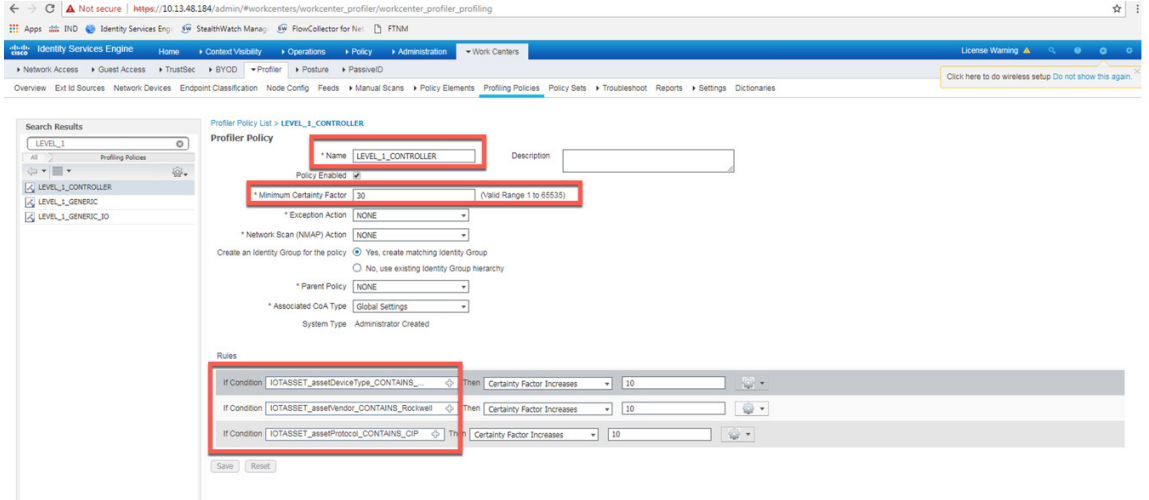 Not secure | https://10.13.48.184/admin/#workcenters/workcenter_profiler/workcenter_profiler_profiling
Apps IND Identity Services Eng StealthWatch Manag FlowCollector for Net FTNM
cisco Identity Services Engine Home Context Visibility Operations Policy Administration Work Centers License Warning
Network Access Guest Access TrustSec BYOD Profiler Posture PassiveID
Click here to do wireless setup Do not show this again.
Overview Ext Id Sources Network Devices Endpoint Classification Node Config Feeds Manual Scans Policy Elements Profiling Policies Policy Sets Troubleshoot Reports Settings Dictionaries
Search Results
LEVEL_1
All Profiling Policies
LEVEL_1_CONTROLLER
LEVEL_1_GENERIC
LEVEL_1_GENERIC_IO
Profiler Policy List > LEVEL_1_CONTROLLER
Profiler Policy
* Name LEVEL_1_CONTROLLER Description
Policy Enabled
* Minimum Certainty Factor 30 (Valid Range 1 to 65535)
* Exception Action NONE
* Network Scan (NMAP) Action NONE
Create an Identity Group for the policy Yes, create matching Identity Group
No, use existing Identity Group hierarchy
* Parent Policy NONE
* Associated CoA Type Global Settings
System Type Administrator Created
Rules
If Condition IOTASSET_assetDeviceType_CONTAINS_... Then Certainty Factor Increases 10
If Condition IOTASSET_assetVendor_CONTAINS_Rockwell Then Certainty Factor Increases 10
If Condition IOTASSET_assetProtocol_CONTAINS_CIP Then Certainty Factor Increases 10
Save Reset